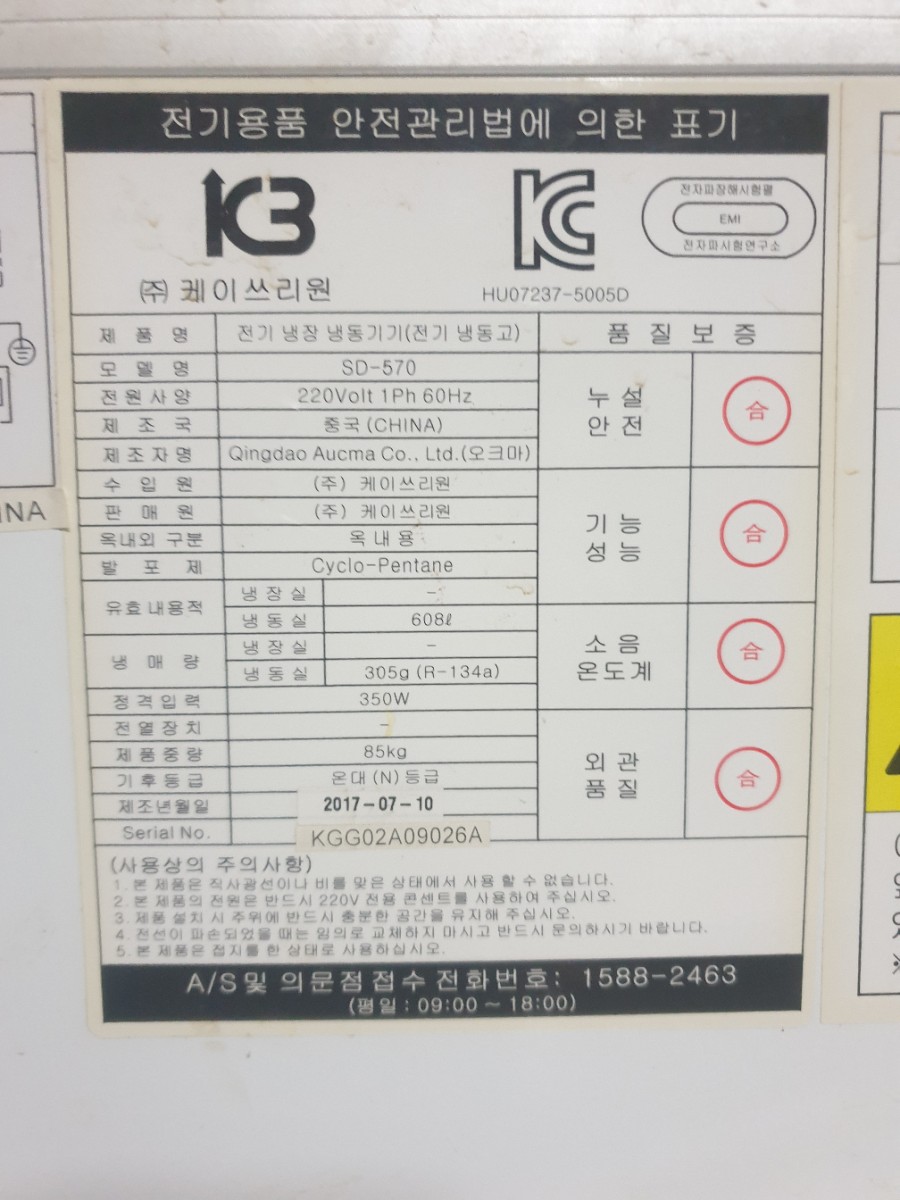 전기용품 안전관리법에 의한 표기
K3
(주) 케이쓰리원
HU07237-5005D
전자파장해시험필
EMI
전자파시험연구소
제품명 전기 냉장 냉동기기(전기 냉동고)
모델명 SD-570
전원사양 220Volt 1Ph 60Hz
제조국 중국(CHINA)
제조자명 Qingdao Aucma Co., Ltd.(오크마)
수입원 (주) 케이쓰리원
판매원 (주) 케이쓰리원
옥내외 구분 옥내용
발포제 Cyclo-Pentane
유효내용적 냉장실 -
냉동실 608ℓ
냉매량 냉장실 -
냉동실 305g (R-134a)
정격입력 350W
전열장치 -
제품중량 85kg
기후등급 온대(N)등급
제조년월일 2017-07-10
Serial No. KGG02A09026A
품질보증
누설
안전
合
기능
성능
合
소음
온도계
合
외관
품질
合
(사용상의 주의사항)
1. 본 제품은 직사광선이나 비를 맞은 상태에서 사용 할 수 없습니다.
2. 본 제품의 전원은 반드시 220V 전용 콘센트를 사용하여 주십시오.
3. 제품 설치 시 주위에 반드시 충분한 공간을 유지해 주십시오.
4. 전선이 파손되었을 때는 임의로 교체하지 마시고 반드시 문의하시기 바랍니다.
5. 본 제품은 접지를 한 상태로 사용하십시오.
A/S및 의문점접수 전화번호: 1588-2463
(평일 : 09:00 ~ 18:00)
INA